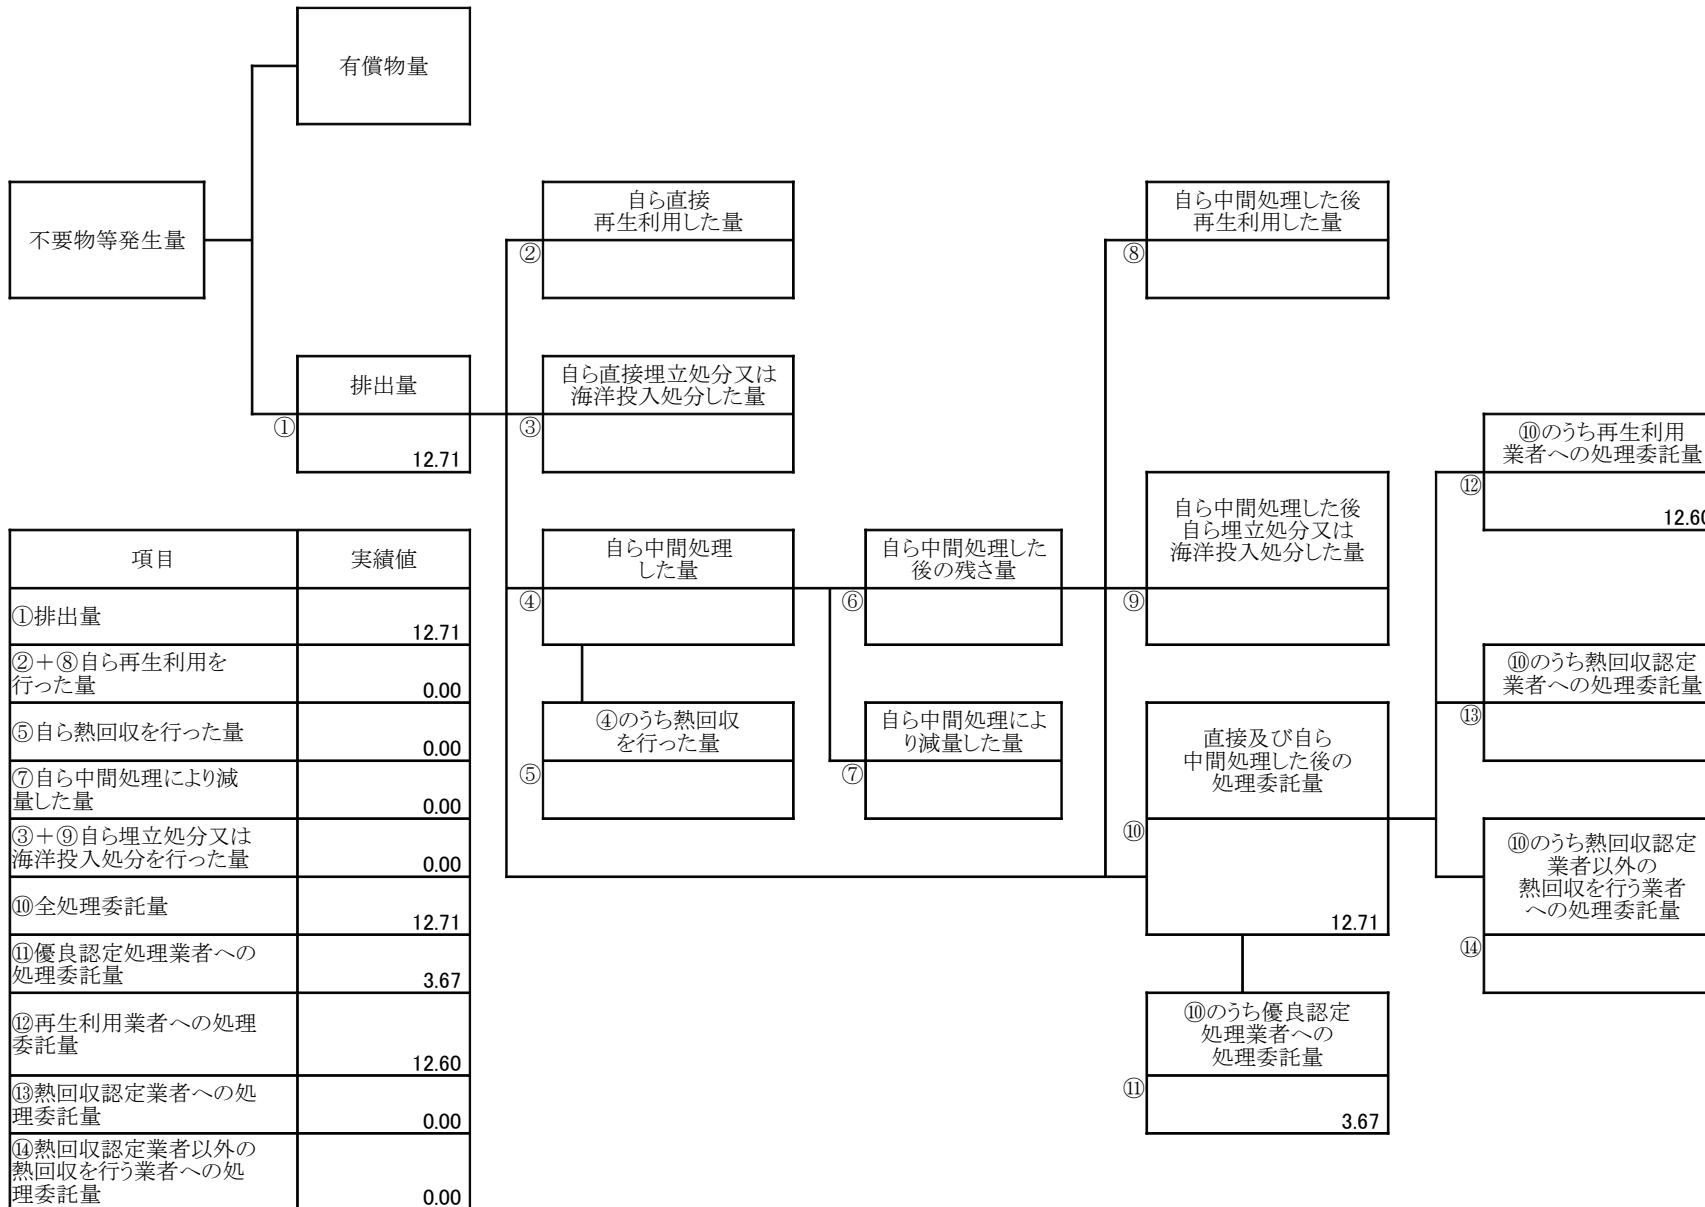 有償物量
不要物等発生量
自ら直接
再生利用した量
②
自ら中間処理した後
再生利用した量
⑧
排出量
①
12.71
自ら直接埋立処分又は
海洋投入処分した量
③
⑩のうち再生利用
業者への処理委託量
⑫
12.60
自ら中間処理した後
自ら埋立処分又は
海洋投入処分した量
⑨
自ら中間処理
した量
④
自ら中間処理した
後の残さ量
⑥
⑩のうち熱回収認定
業者への処理委託量
⑬
④のうち熱回収
を行った量
⑤
自ら中間処理によ
り減量した量
⑦
直接及び自ら
中間処理した後の
処理委託量
⑩
12.71
⑩のうち熱回収認定
業者以外の
熱回収を行う業者
への処理委託量
⑭
⑩のうち優良認定
処理業者への
処理委託量
⑪
3.67
項目
実績値
①排出量
12.71
②+⑧自ら再生利用を
行った量
0.00
⑤自ら熱回収を行った量
0.00
⑦自ら中間処理により減
量した量
0.00
③+⑨自ら埋立処分又は
海洋投入処分を行った量
0.00
⑩全処理委託量
12.71
⑪優良認定処理業者への
処理委託量
3.67
⑫再生利用業者への処理
委託量
12.60
⑬熱回収認定業者への処
理委託量
0.00
⑭熱回収認定業者以外の
熱回収を行う業者への処
理委託量
0.00